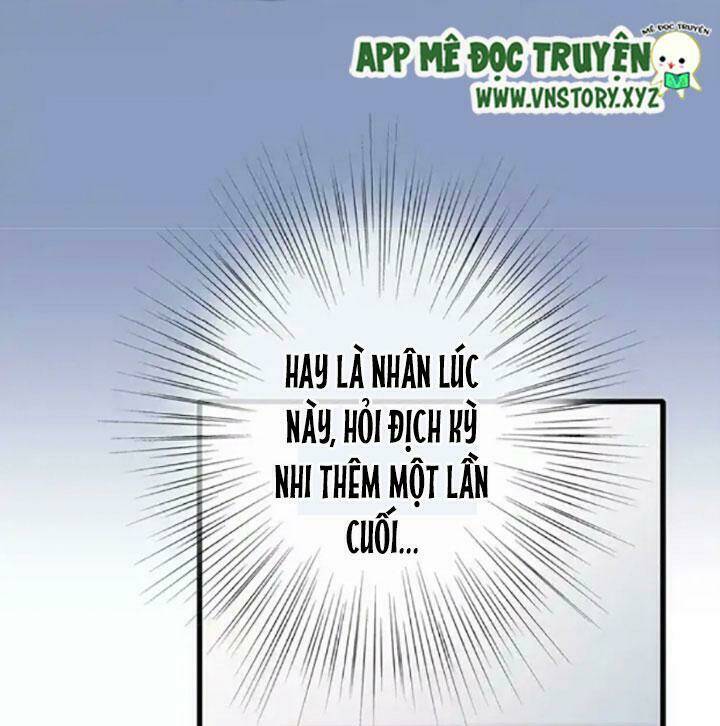 APP MÊ ĐỌC TRUYỆN
WWW.VNSTORY.XYZ
HAY LÀ NHÂN LÚC
NÀY, HỎI ĐỊCH KỲ
NHI THÊM MỘT LẦN
CUỐI...